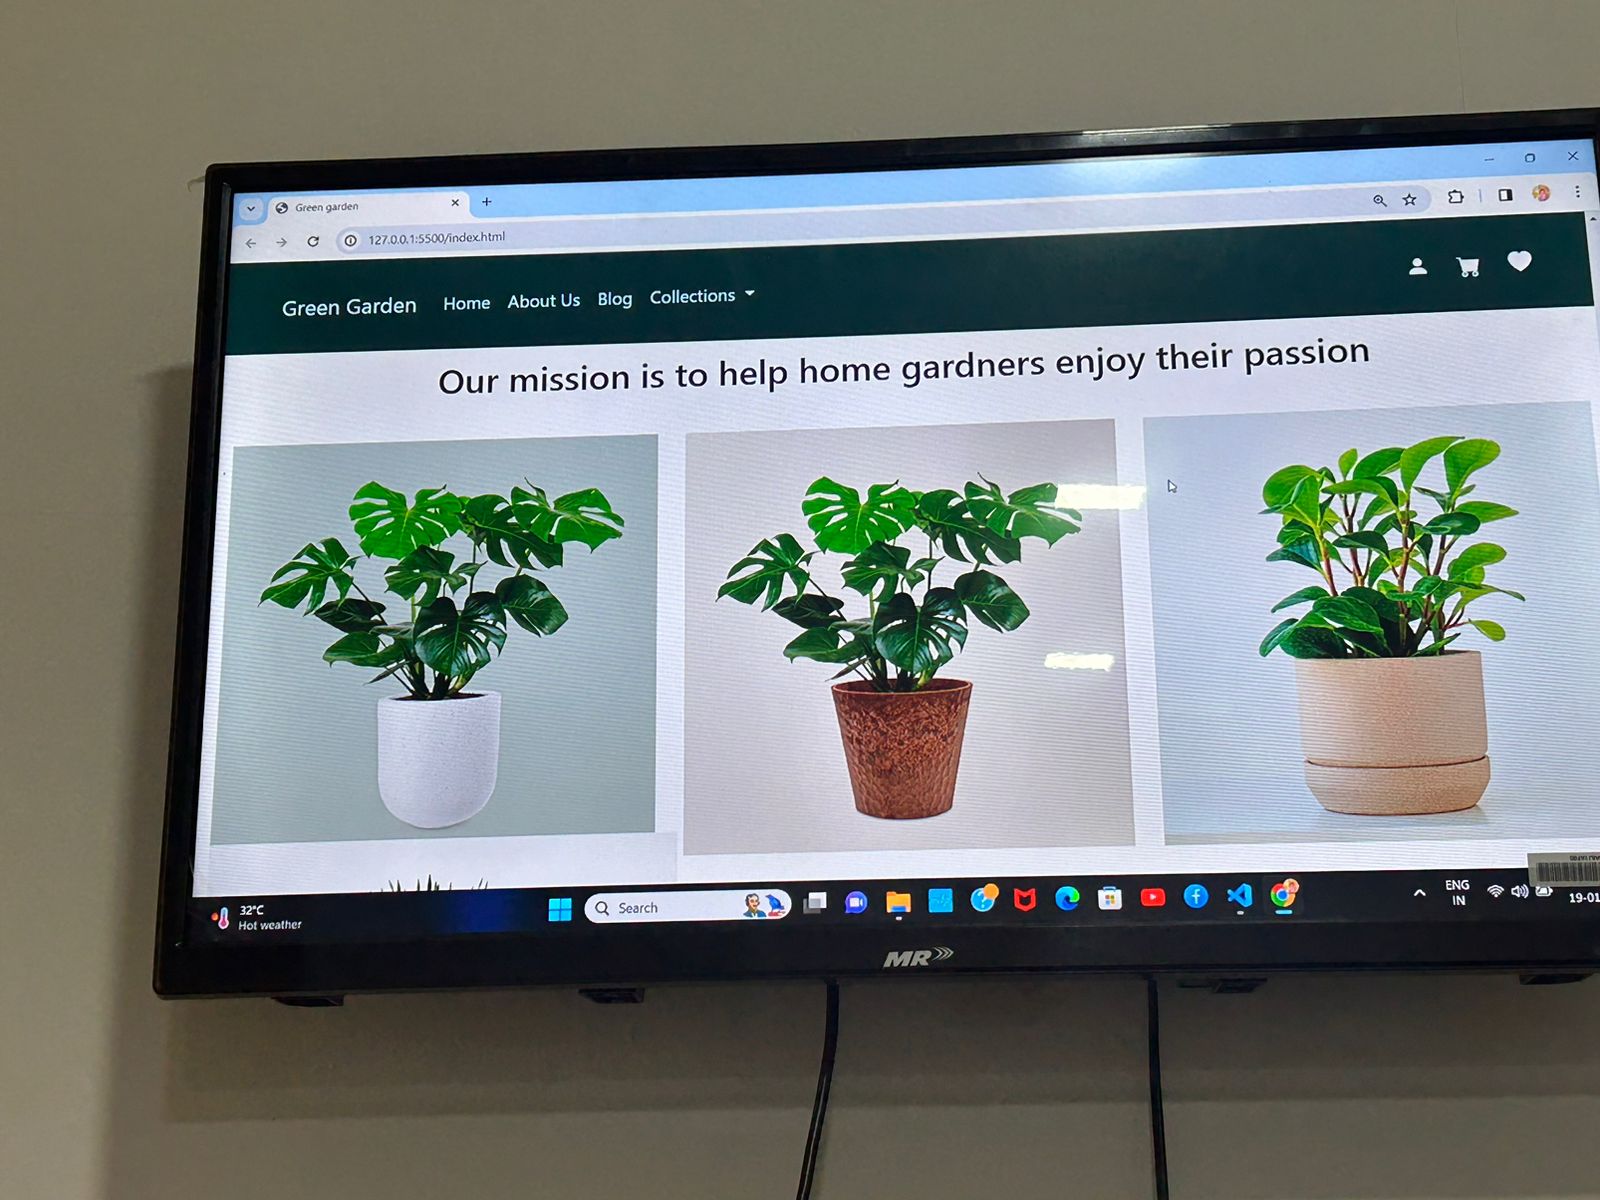 Green garden
127.0.0.1:5500/index.html
Green Garden Home About Us Blog Collections
Our mission is to help home gardners enjoy their passion
32°C
Hot weather
Search
ENG
IN
19-01
MR